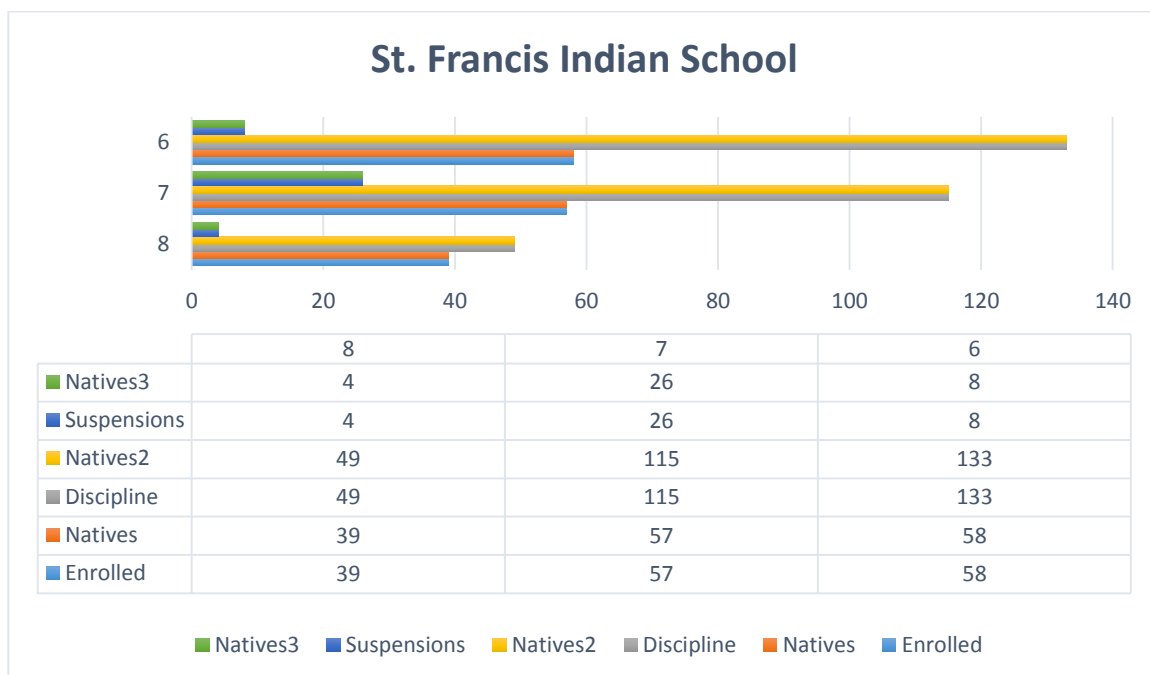 St. Francis Indian School
6
7
8
0 20 40 60 80 100 120 140
8 7 6
Natives3 4 26 8
Suspensions 4 26 8
Natives2 49 115 133
Discipline 49 115 133
Natives 39 57 58
Enrolled 39 57 58
Natives3 Suspensions Natives2 Discipline Natives Enrolled